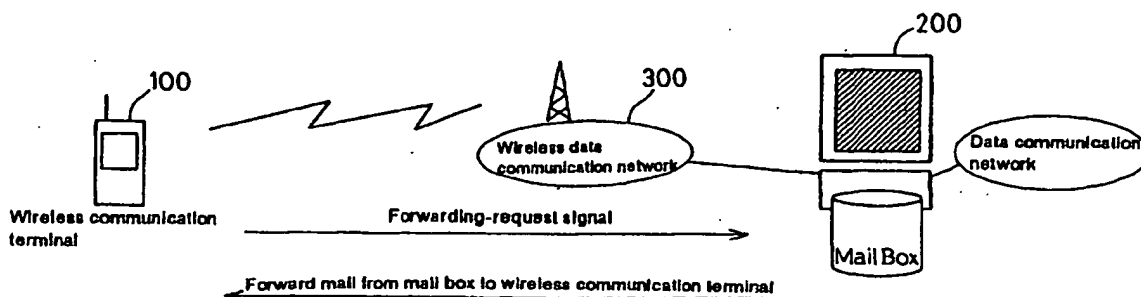 200
100
300
Wireless data
communication network
Data communication
network
Wireless communication
terminal
Forwarding-request signal
Mail Box
Forward mail from mail box to wireless communication terminal